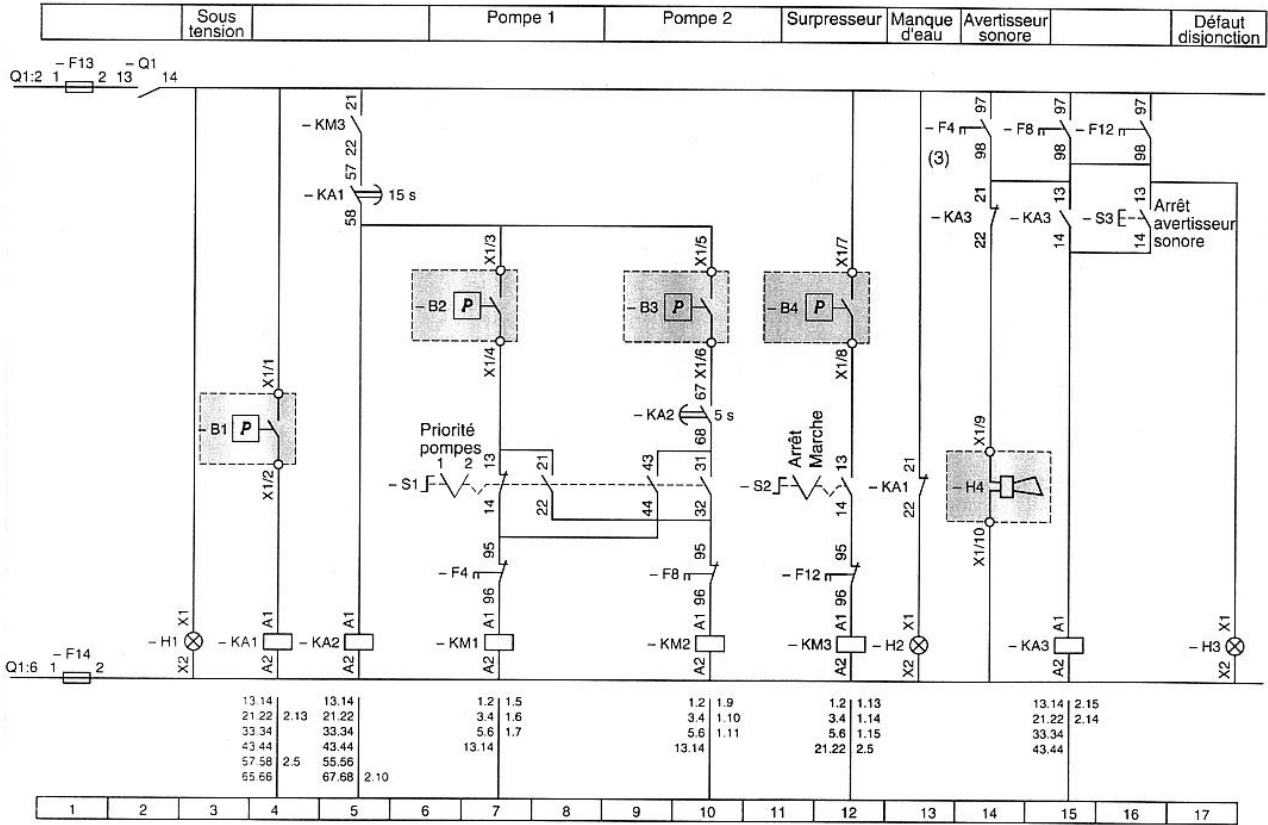 Sous tension
Pompe 1
Pompe 2
Surpresseur
Manque d'eau
Avertisseur sonore
Défaut disjonction
Q1:2 1 – F13 2 13 – Q1 14
21
– KM3
22
57
– KA1 15 s
58
97
– F4
98
(3)
97
– F8
98
97
– F12
98
21
– KA3
22
13
– KA3
14
13
– S3
14
Arrêt avertisseur sonore
X1/3
– B2 P
X1/4
X1/5
– B3 P
X1/6
X1/7
– B4 P
X1/8
X1/1
– B1 P
X1/2
67
– KA2 5 s
68
Priorité pompes
1 2
– S1
13
14
21
22
43
44
31
32
Arrêt
Marche
– S2
13
14
21
– KA1
22
X1/9
– H4
X1/10
95
– F4
96
95
– F8
96
95
– F12
96
X1
– H1
X2
A1
– KA1
A2
A1
– KA2
A2
A1
– KM1
A2
A1
– KM2
A2
A1
– KM3
A2
X1
– H2
X2
A1
– KA3
A2
X1
– H3
X2
Q1:6 1 – F14 2
13.14
21.22 2.13
33.34
43.44
57.58 2.5
65.66
13.14
21.22
33.34
43.44
55.56
67.68 2.10
1.2 1.5
3.4 1.6
5.6 1.7
13.14
1.2 1.9
3.4 1.10
5.6 1.11
13.14
1.2 1.13
3.4 1.14
5.6 1.15
21.22 2.5
13.14 2.15
21.22 2.14
33.34
43.44
1 2 3 4 5 6 7 8 9 10 11 12 13 14 15 16 17